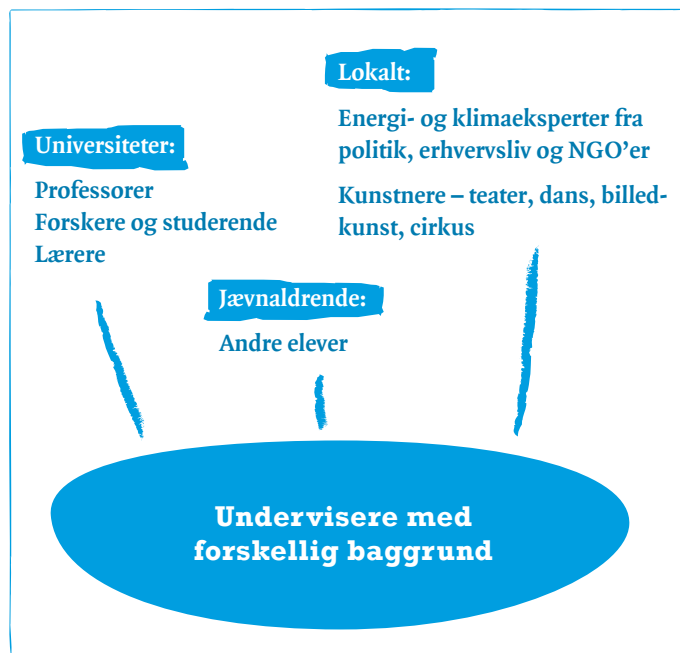 Lokalt:
Energi- og klimaeksperter fra
politik, erhvervsliv og NGO’er
Kunstnere – teater, dans, billed-
kunst, cirkus
Universiteter:
Professorer
Forskere og studerende
Lærere
Jævnaldrende:
Andre elever
Undervisere med
forskellig baggrund